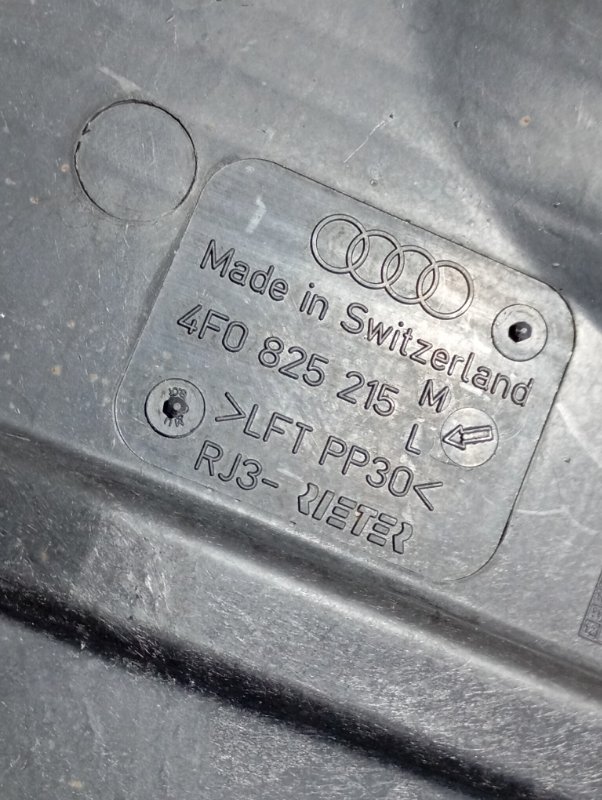 Made in Switzerland
4F0 825 215 M
L
>LFT PP30<
RJ3- RIETER